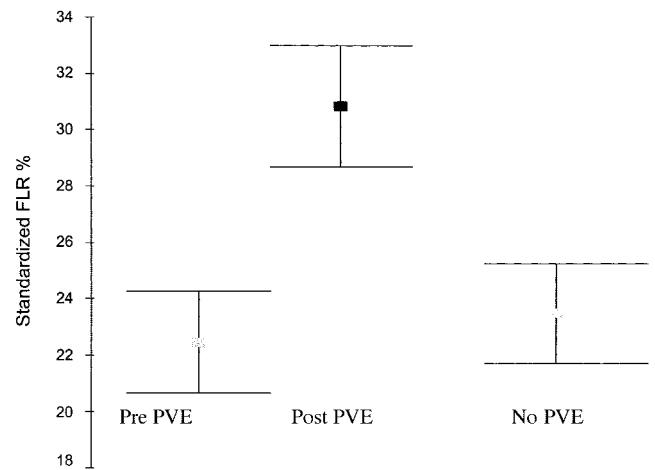 34
32
30
28
26
24
22
20
18
Standardized FLR %
Pre PVE
Post PVE
No PVE